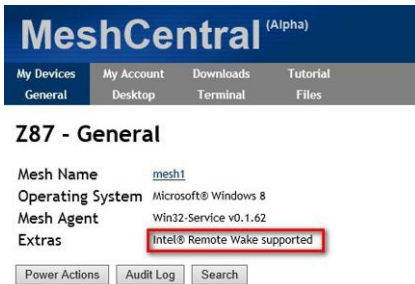 MeshCentral (Alpha)
My Devices My Account Downloads Tutorial
General Desktop Terminal Files
Z87 - General
Mesh Name mesh1
Operating System Microsoft® Windows 8
Mesh Agent Win32-Service v0.1.62
Extras Intel® Remote Wake supported
Power Actions Audit Log Search